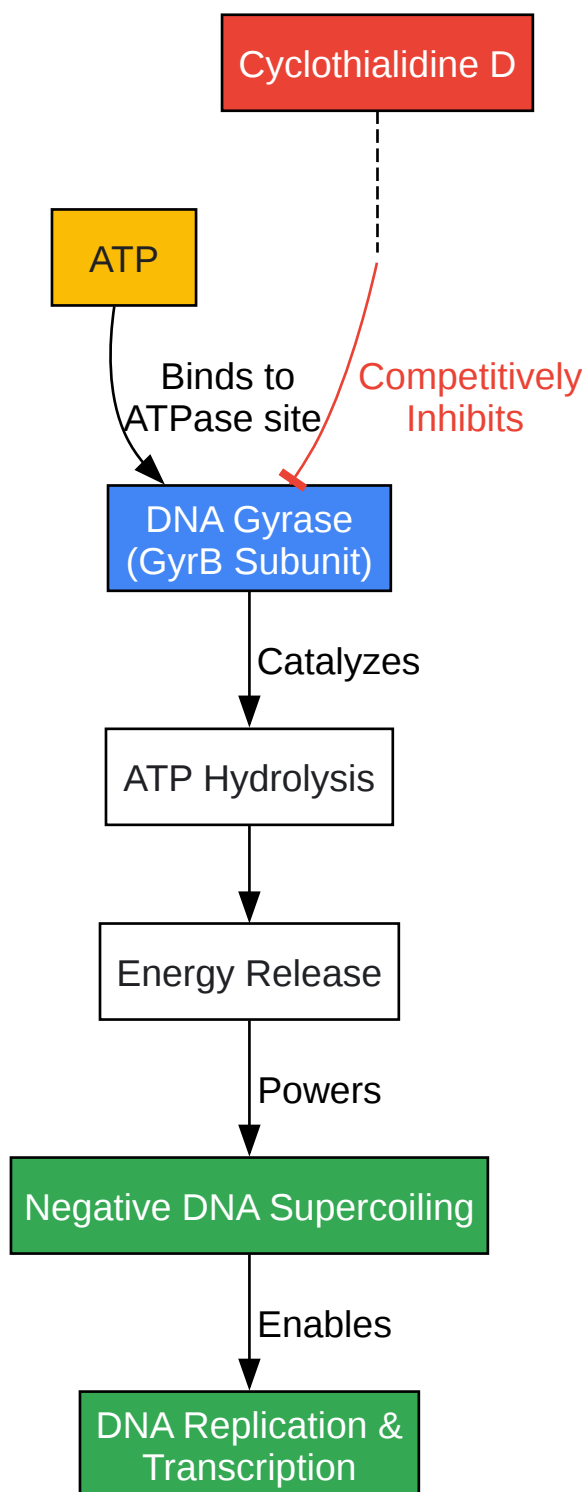 Cyclothialidine D
ATP
Binds to
ATPase site
Competitively
Inhibits
DNA Gyrase
(GyrB Subunit)
Catalyzes
ATP Hydrolysis
Energy Release
Powers
Negative DNA Supercoiling
Enables
DNA Replication &
Transcription